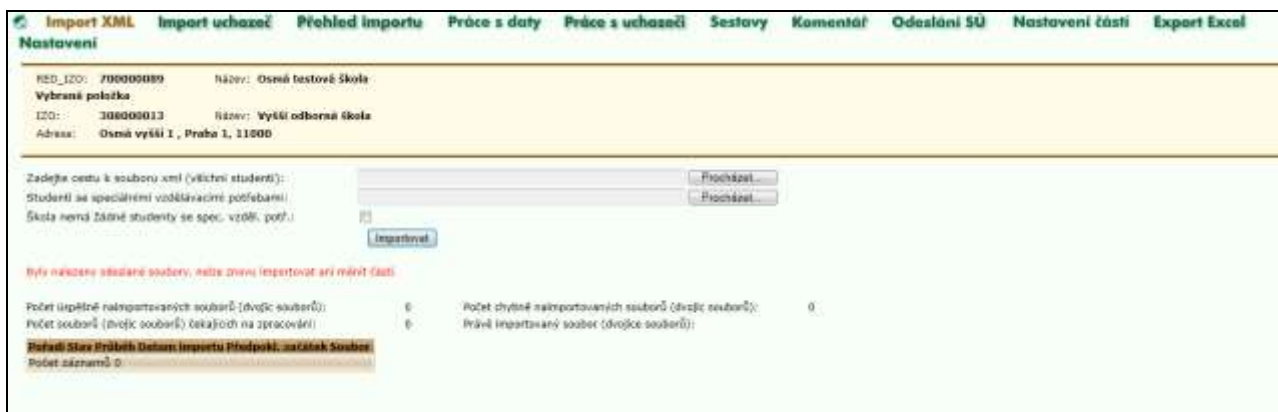 Import XML Import uchazeč Přehled importu Práce s daty Práce s uchazeči Sestavy Komentář Odeslání SÚ Nastavení části Export Excel
Nastavení
RED_IZO: 700000089 Název: Osmá testová škola
Vybraná položka
IZO: 308000013 Název: Vyšší odborná škola
Adresa: Osmá vyšší 1 , Praha 1, 11000
Zadejte cestu k souboru xml (všichni studenti): Procházet...
Studenti se speciálními vzdělávacími potřebami: Procházet...
Škola nemá žádné studenty se spec. vzděl. potř.:
Importovat
Byly nalezeny odeslané soubory, nelze znovu importovat ani měnit části.
Počet úspěšně naimportovaných souborů (dvojic souborů): 0 Počet chybně naimportovaných souborů (dvojic souborů): 0
Počet souborů (dvojic souborů) čekajících na zpracování: 0 Právě importovaný soubor (dvojice souborů):
Pořadí Stav Průběh Datum importu Předpokl. začátek Soubor
Počet záznamů 0